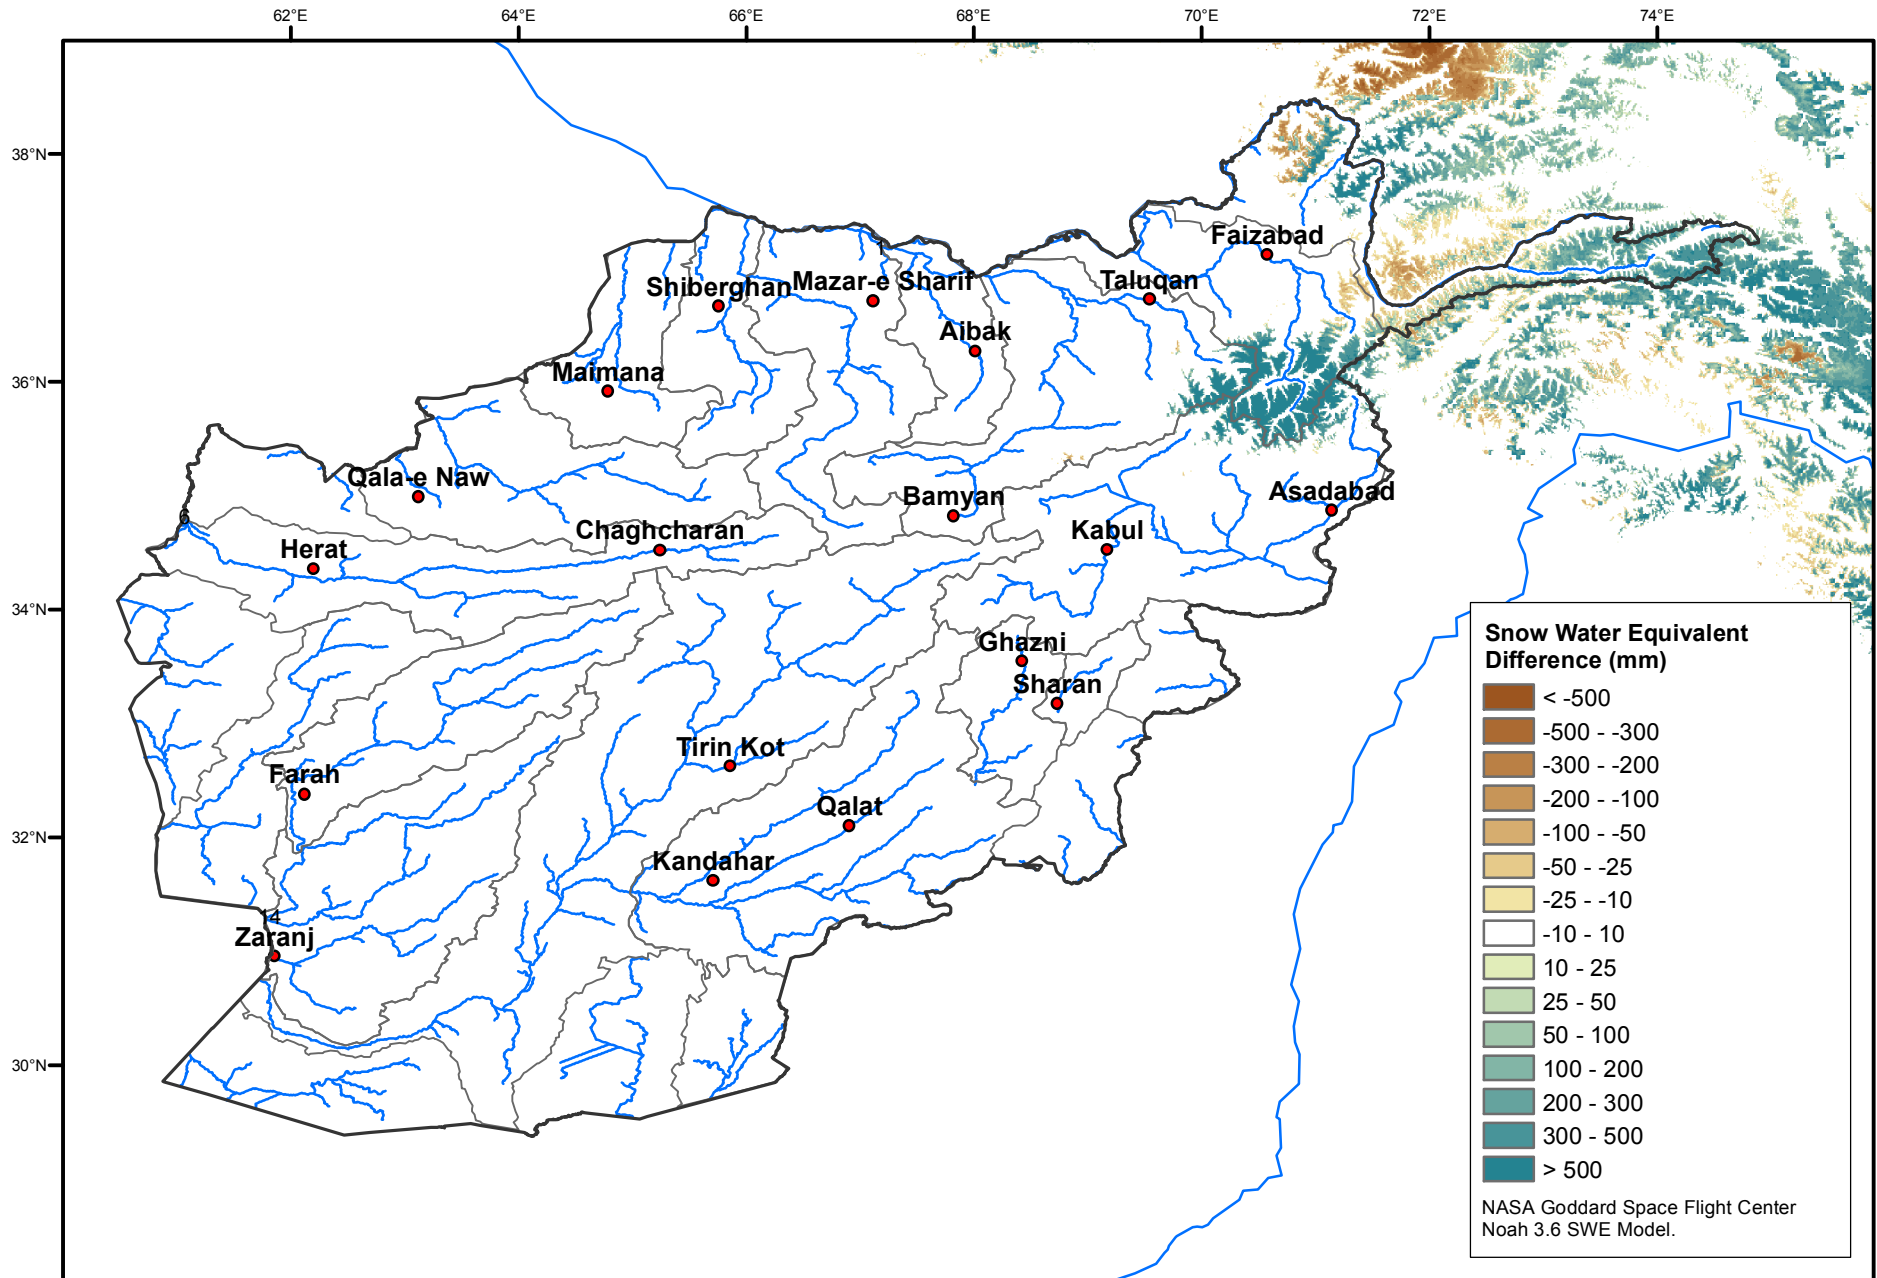 62°E
64°E
66°E
68°E
70°E
72°E
74°E
38°N
36°N
34°N
32°N
30°N
Faizabad
1
Shiberghan
Mazar-e Sharif
Taluqan
Aibak
Maimana
Qala-e Naw
Bamyan
Asadabad
6
Chaghcharan
Kabul
Herat
Ghazni
Sharan
Tirin Kot
Farah
Qalat
Kandahar
14
Zaranj
Snow Water Equivalent
Difference (mm)
< -500
-500 - -300
-300 - -200
-200 - -100
-100 - -50
-50 - -25
-25 - -10
-10 - 10
10 - 25
25 - 50
50 - 100
100 - 200
200 - 300
300 - 500
> 500
NASA Goddard Space Flight Center
Noah 3.6 SWE Model.